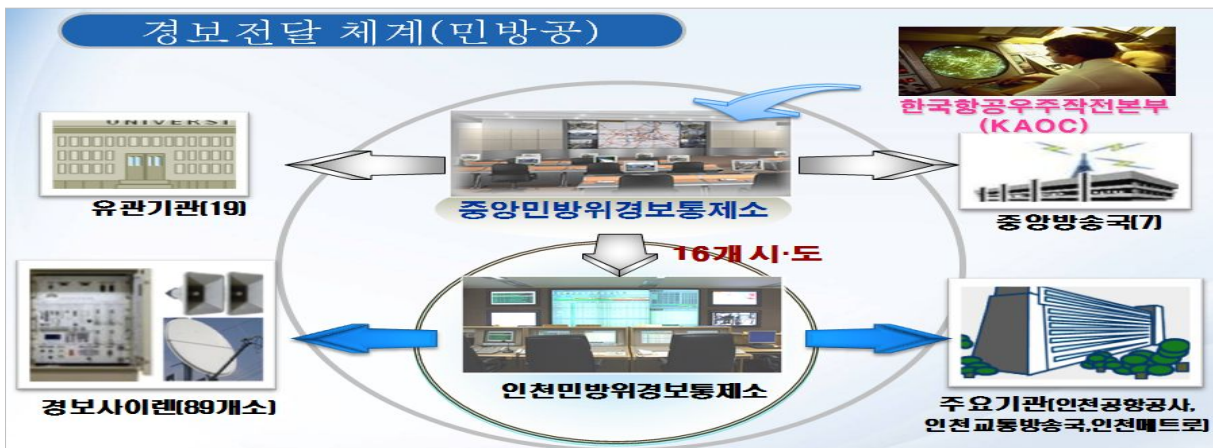 경보전달 체계(민방공)
한국항공우주작전본부
(KAOC)
UNIVERSI
유관기관(19)
중앙민방위경보통제소
중앙방송국(7)
16개 시·도
경보사이렌(89개소)
인천민방위경보통제소
주요기관(인천공항공사,
인천교통방송국,인천메트로)